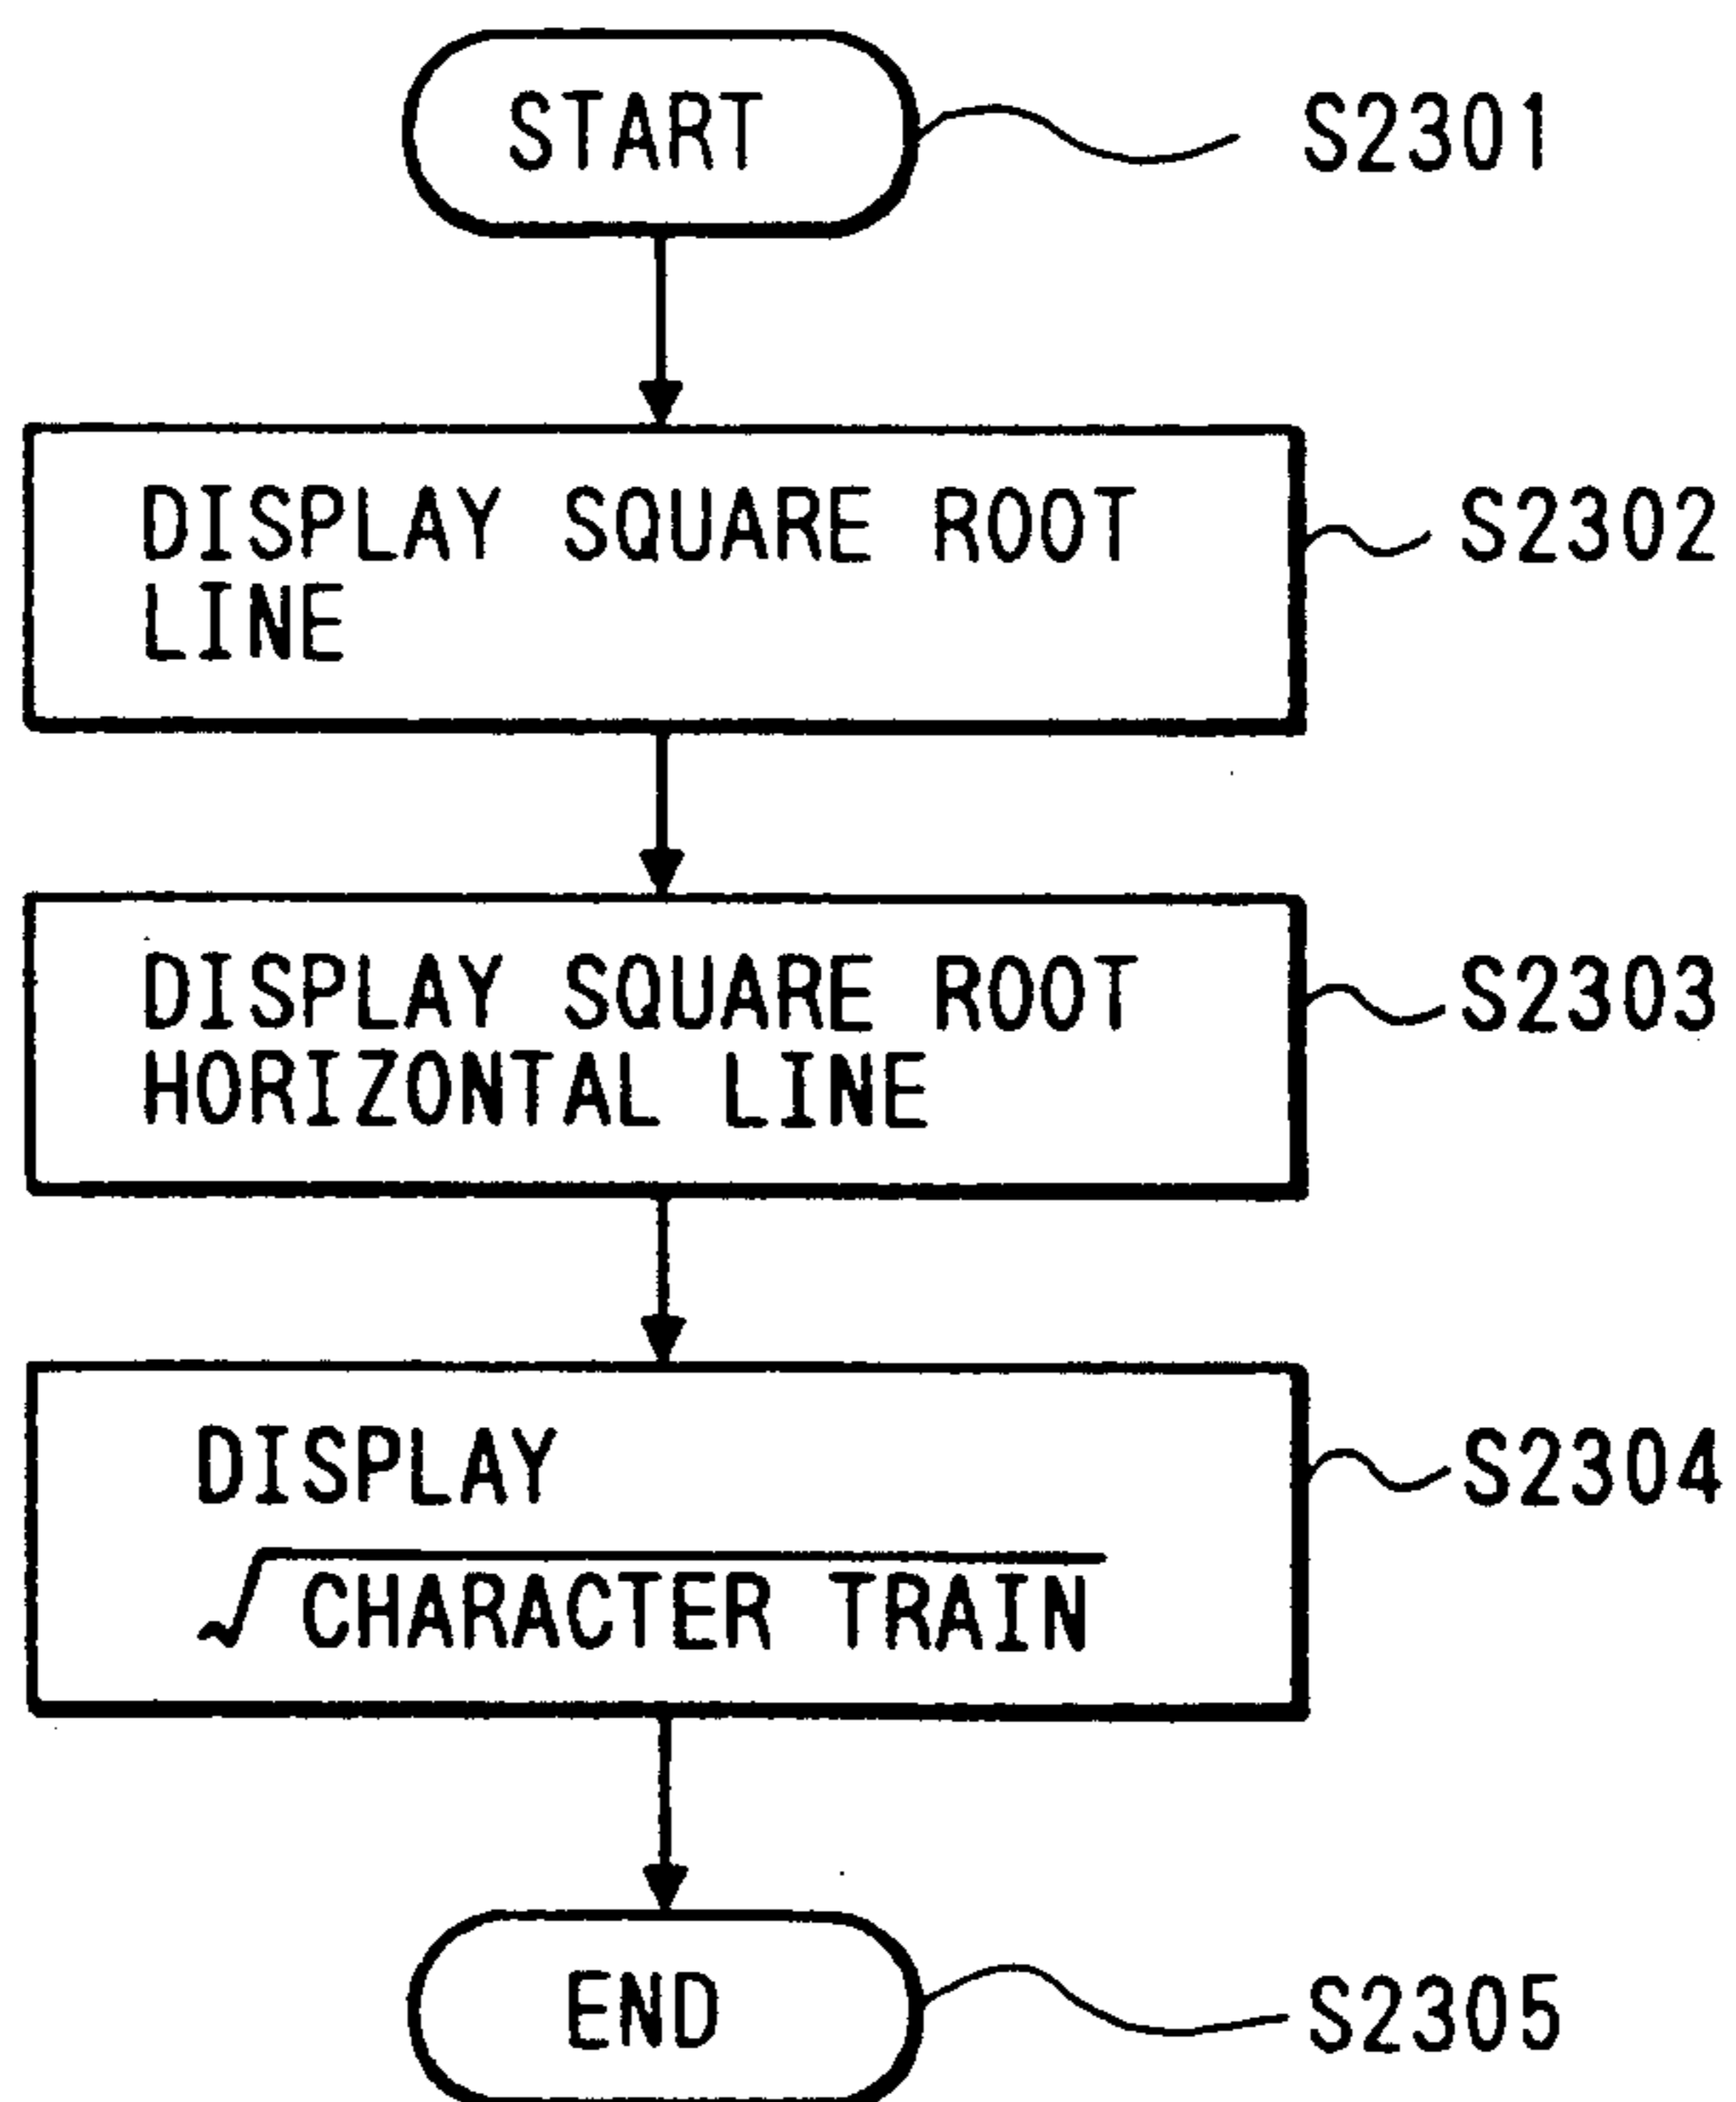 START S2301
DISPLAY SQUARE ROOT S2302
LINE
DISPLAY SQUARE ROOT S2303
HORIZONTAL LINE
DISPLAY S2304
√CHARACTER TRAIN
END S2305